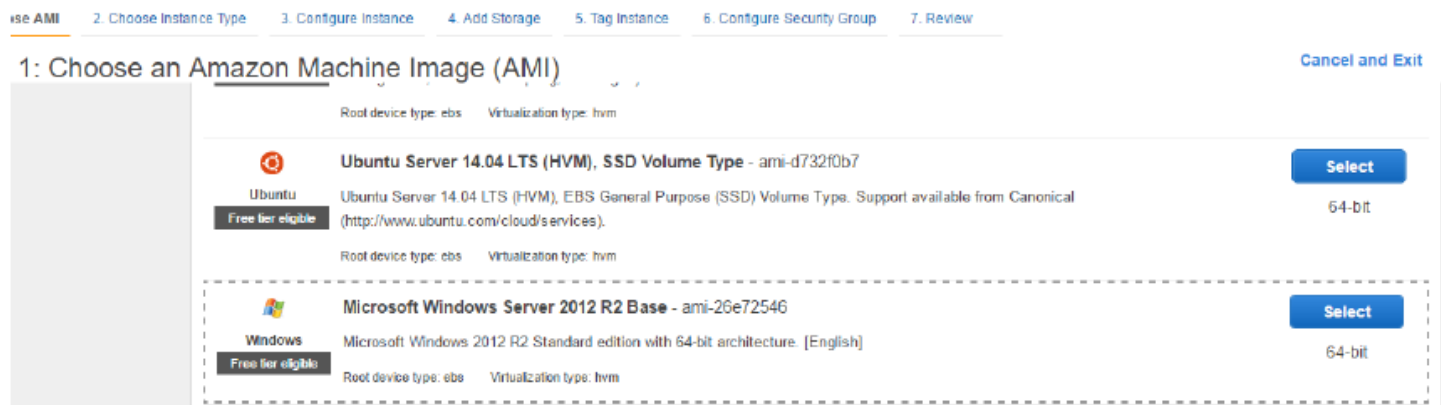 se AMI 2. Choose Instance Type 3. Configure Instance 4. Add Storage 5. Tag Instance 6. Configure Security Group 7. Review
1: Choose an Amazon Machine Image (AMI)
Cancel and Exit
Root device type: ebs Virtualization type: hvm
Ubuntu Server 14.04 LTS (HVM), SSD Volume Type - ami-d732f0b7
Select
Ubuntu
Free tier eligible
Ubuntu Server 14.04 LTS (HVM), EBS General Purpose (SSD) Volume Type. Support available from Canonical
(http://www.ubuntu.com/cloud/services).
64-bit
Root device type: ebs Virtualization type: hvm
Microsoft Windows Server 2012 R2 Base - ami-26e72546
Select
Windows
Free tier eligible
Microsoft Windows 2012 R2 Standard edition with 64-bit architecture. [English]
64-bit
Root device type: ebs Virtualization type: hvm